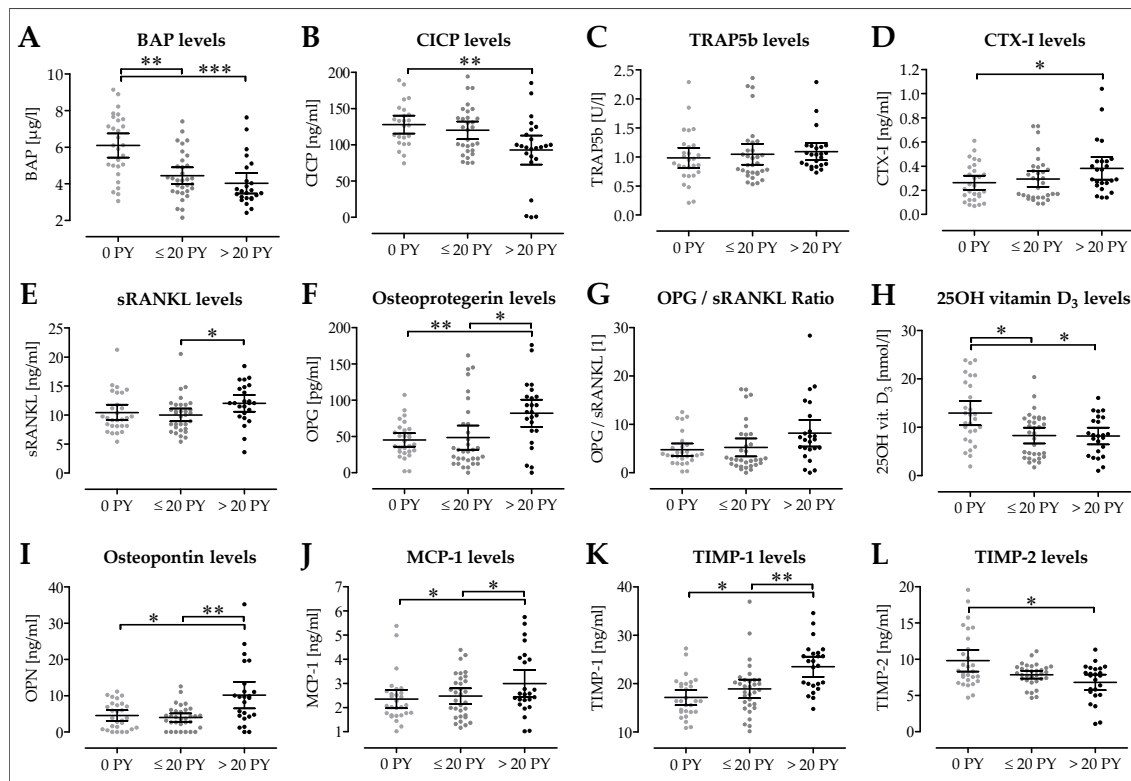 A BAP levels
** ***
BAP [µg/l]
10
8
6
4
2
0 PY ≤ 20 PY > 20 PY
B CICP levels
**
CICP [ng/ml]
200
150
100
50
0
0 PY ≤ 20 PY > 20 PY
C TRAP5b levels
TRAP5b [U/l]
2.5
2.0
1.5
1.0
0.5
0.0
0 PY ≤ 20 PY > 20 PY
D CTX-I levels
*
CTX-I [ng/ml]
1.2
1.0
0.8
0.6
0.4
0.2
0.0
0 PY ≤ 20 PY > 20 PY
E sRANKL levels
*
sRANKL [ng/ml]
25
20
15
10
5
0
0 PY ≤ 20 PY > 20 PY
F Osteoprotegerin levels
** *
OPG [pg/ml]
200
150
100
50
0
0 PY ≤ 20 PY > 20 PY
G OPG / sRANKL Ratio
OPG / sRANKL [1]
30
20
10
0
0 PY ≤ 20 PY > 20 PY
H 25OH vitamin D₃ levels
* *
25OH vit. D₃ [nmol/l]
30
20
10
0
0 PY ≤ 20 PY > 20 PY
I Osteopontin levels
* **
OPN [ng/ml]
40
30
20
10
0
0 PY ≤ 20 PY > 20 PY
J MCP-1 levels
* *
MCP-1 [ng/ml]
7
6
5
4
3
2
1
0 PY ≤ 20 PY > 20 PY
K TIMP-1 levels
* **
TIMP-1 [ng/ml]
40
30
20
10
0 PY ≤ 20 PY > 20 PY
L TIMP-2 levels
*
TIMP-2 [ng/ml]
20
15
10
5
0
0 PY ≤ 20 PY > 20 PY